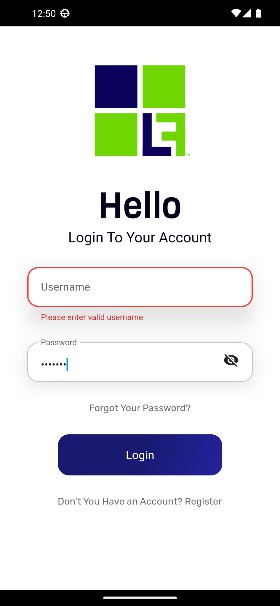 12:50
LE
Hello
Login To Your Account
Username
Please enter valid username
Password
•••••••
Forgot Your Password?
Login
Don't You Have an Account? Register